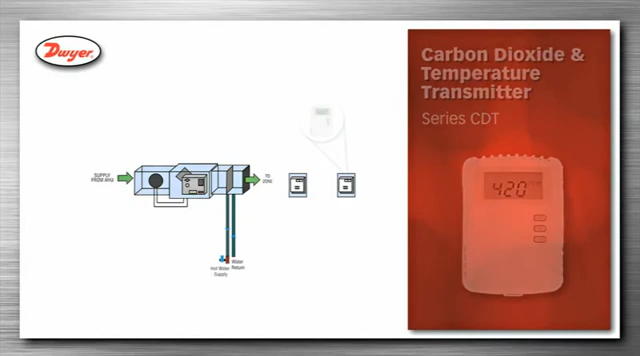 Dwyer
Carbon Dioxide &
Temperature
Transmitter
Series CDT
420
SUPPLY
FROM AHU
TO
ZONE
Hot Water
Supply
Water
Return